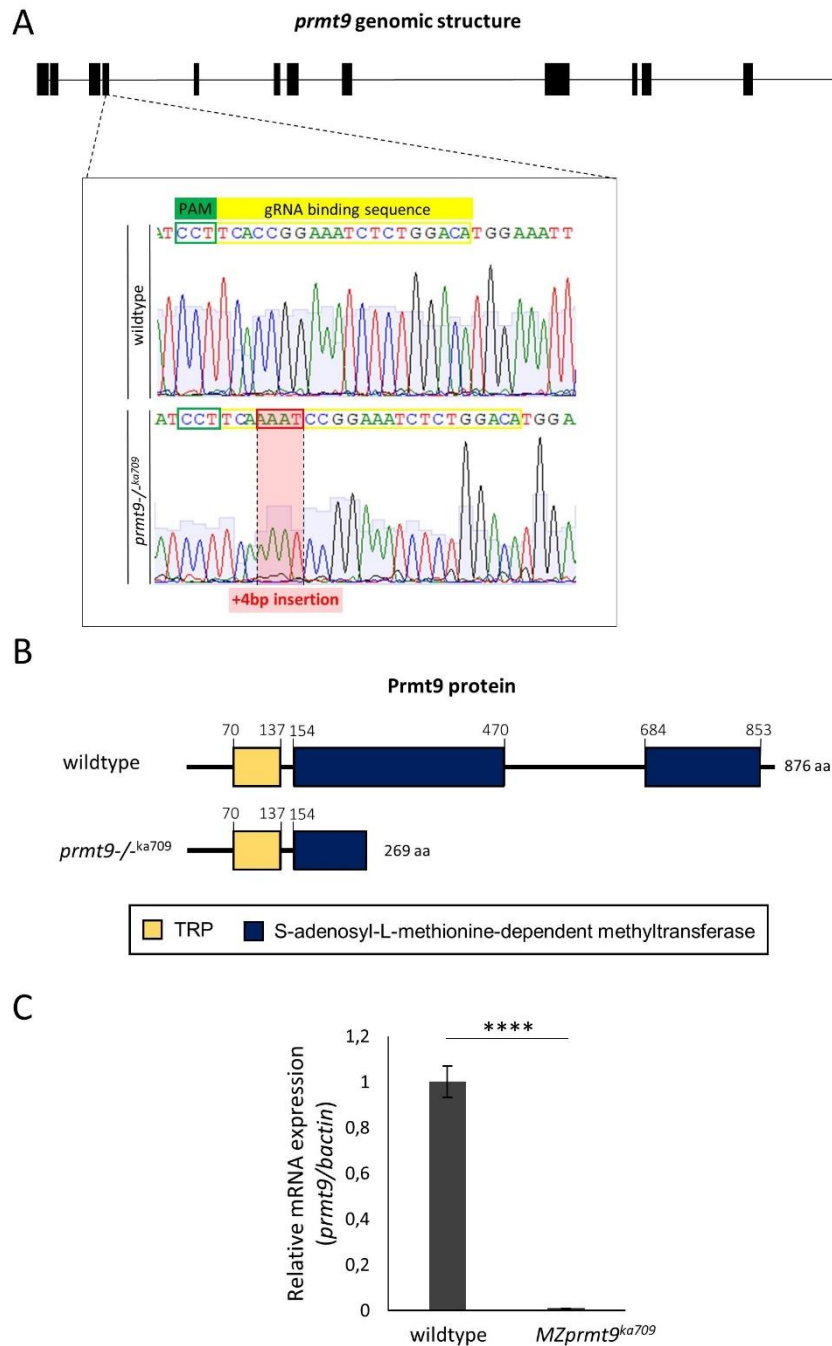 A
prmt9 genomic structure
PAM gRNA binding sequence
ATCCTTCACCGGAAATCTCTGGACATGGAAATT
wildtype
ATCCTTCAAAATCCGGAAATCTCTGGACATGGA
prmt9-/-ka709
+4bp insertion
B
Prmt9 protein
70 137 154 470 684 853
wildtype 876 aa
70 137 154
prmt9-/-ka709 269 aa
TRP S-adenosyl-L-methionine-dependent methyltransferase
C
Relative mRNA expression
(prmt9/bactin)
****
1,2
1
0,8
0,6
0,4
0,2
0
wildtype MZprmt9ka709